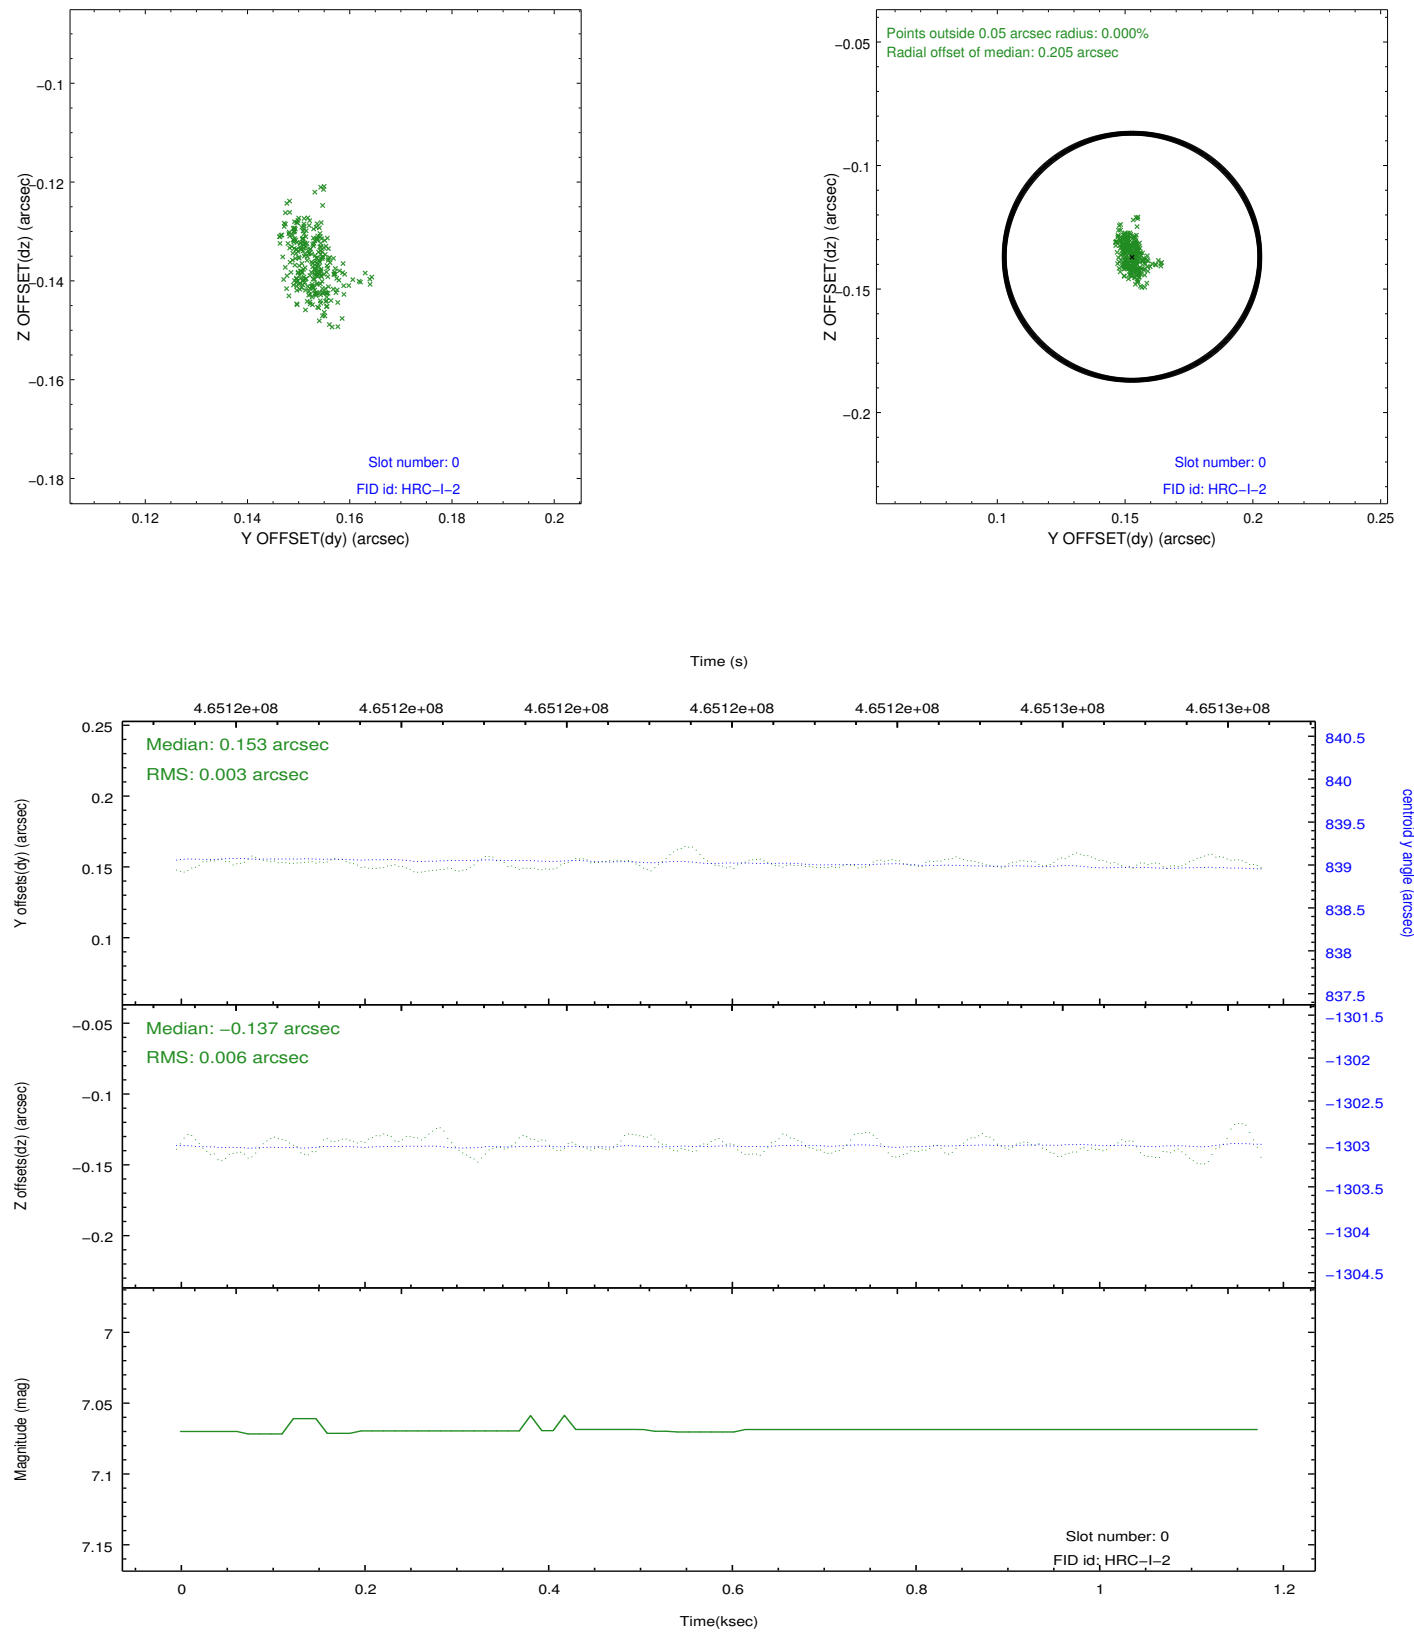 −0.1
−0.12
−0.14
−0.16
−0.18
Z OFFSET(dz) (arcsec)
Slot number: 0
FID id: HRC−I−2
0.12 0.14 0.16 0.18 0.2
Y OFFSET(dy) (arcsec)
Points outside 0.05 arcsec radius: 0.000%
Radial offset of median: 0.205 arcsec
−0.05
−0.1
−0.15
−0.2
Z OFFSET(dz) (arcsec)
Slot number: 0
FID id: HRC−I−2
0.1 0.15 0.2 0.25
Y OFFSET(dy) (arcsec)
Time (s)
4.6512e+08 4.6512e+08 4.6512e+08 4.6512e+08 4.6512e+08 4.6513e+08 4.6513e+08
Median: 0.153 arcsec
RMS: 0.003 arcsec
0.25
0.2
0.15
0.1
Y offsets(dy) (arcsec)
840.5
840
839.5
839
838.5
838
837.5
centroid y angle (arcsec)
Median: −0.137 arcsec
RMS: 0.006 arcsec
−0.05
−0.1
−0.15
−0.2
Z offsets(dz) (arcsec)
−1301.5
−1302
−1302.5
−1303
−1303.5
−1304
−1304.5
7
7.05
7.1
7.15
Magnitude (mag)
Slot number: 0
FID id: HRC−I−2
0 0.2 0.4 0.6 0.8 1 1.2
Time(ksec)